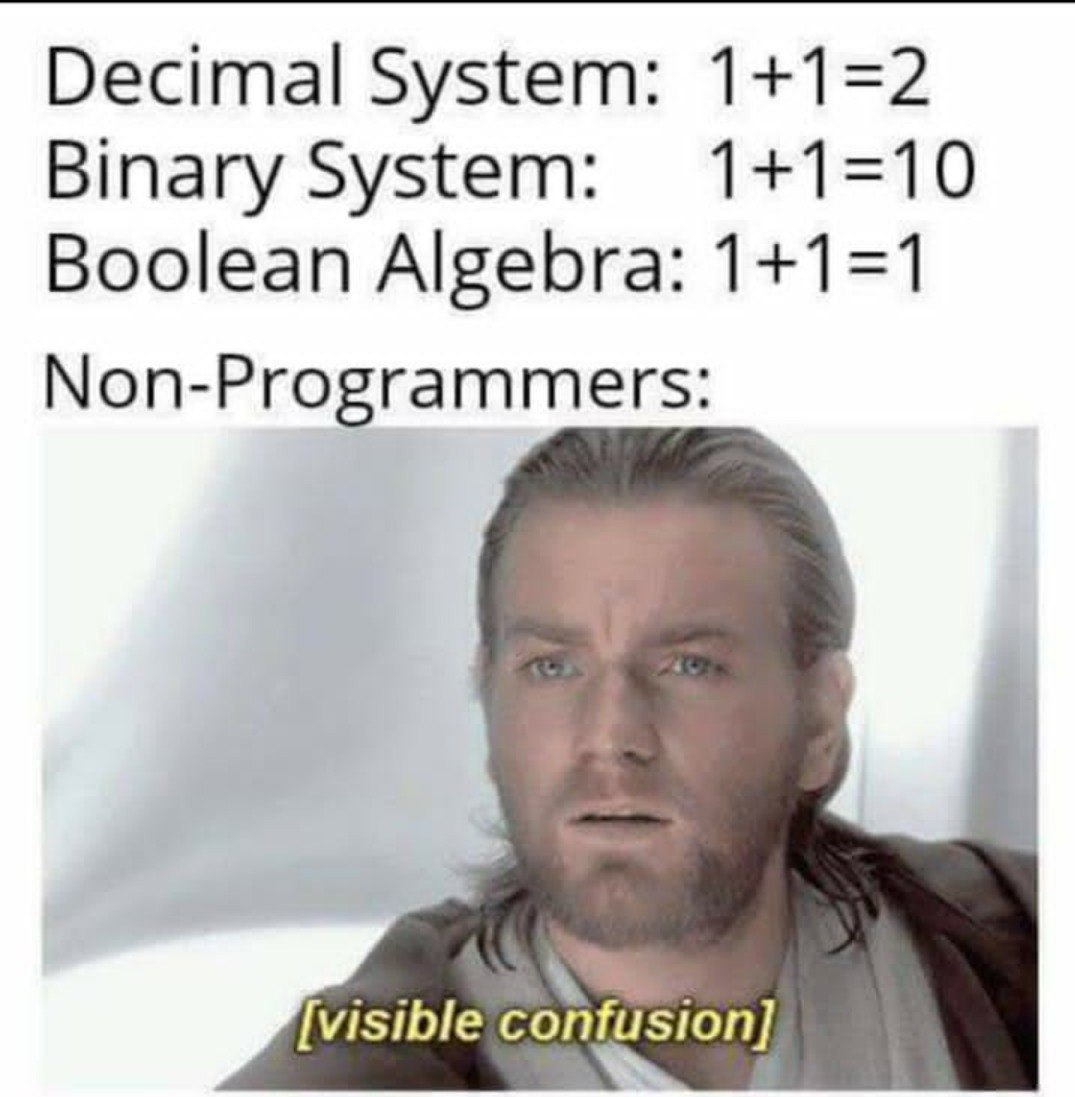 Decimal System: 1+1=2
Binary System: 1+1=10
Boolean Algebra: 1+1=1
Non-Programmers:
[visible confusion]